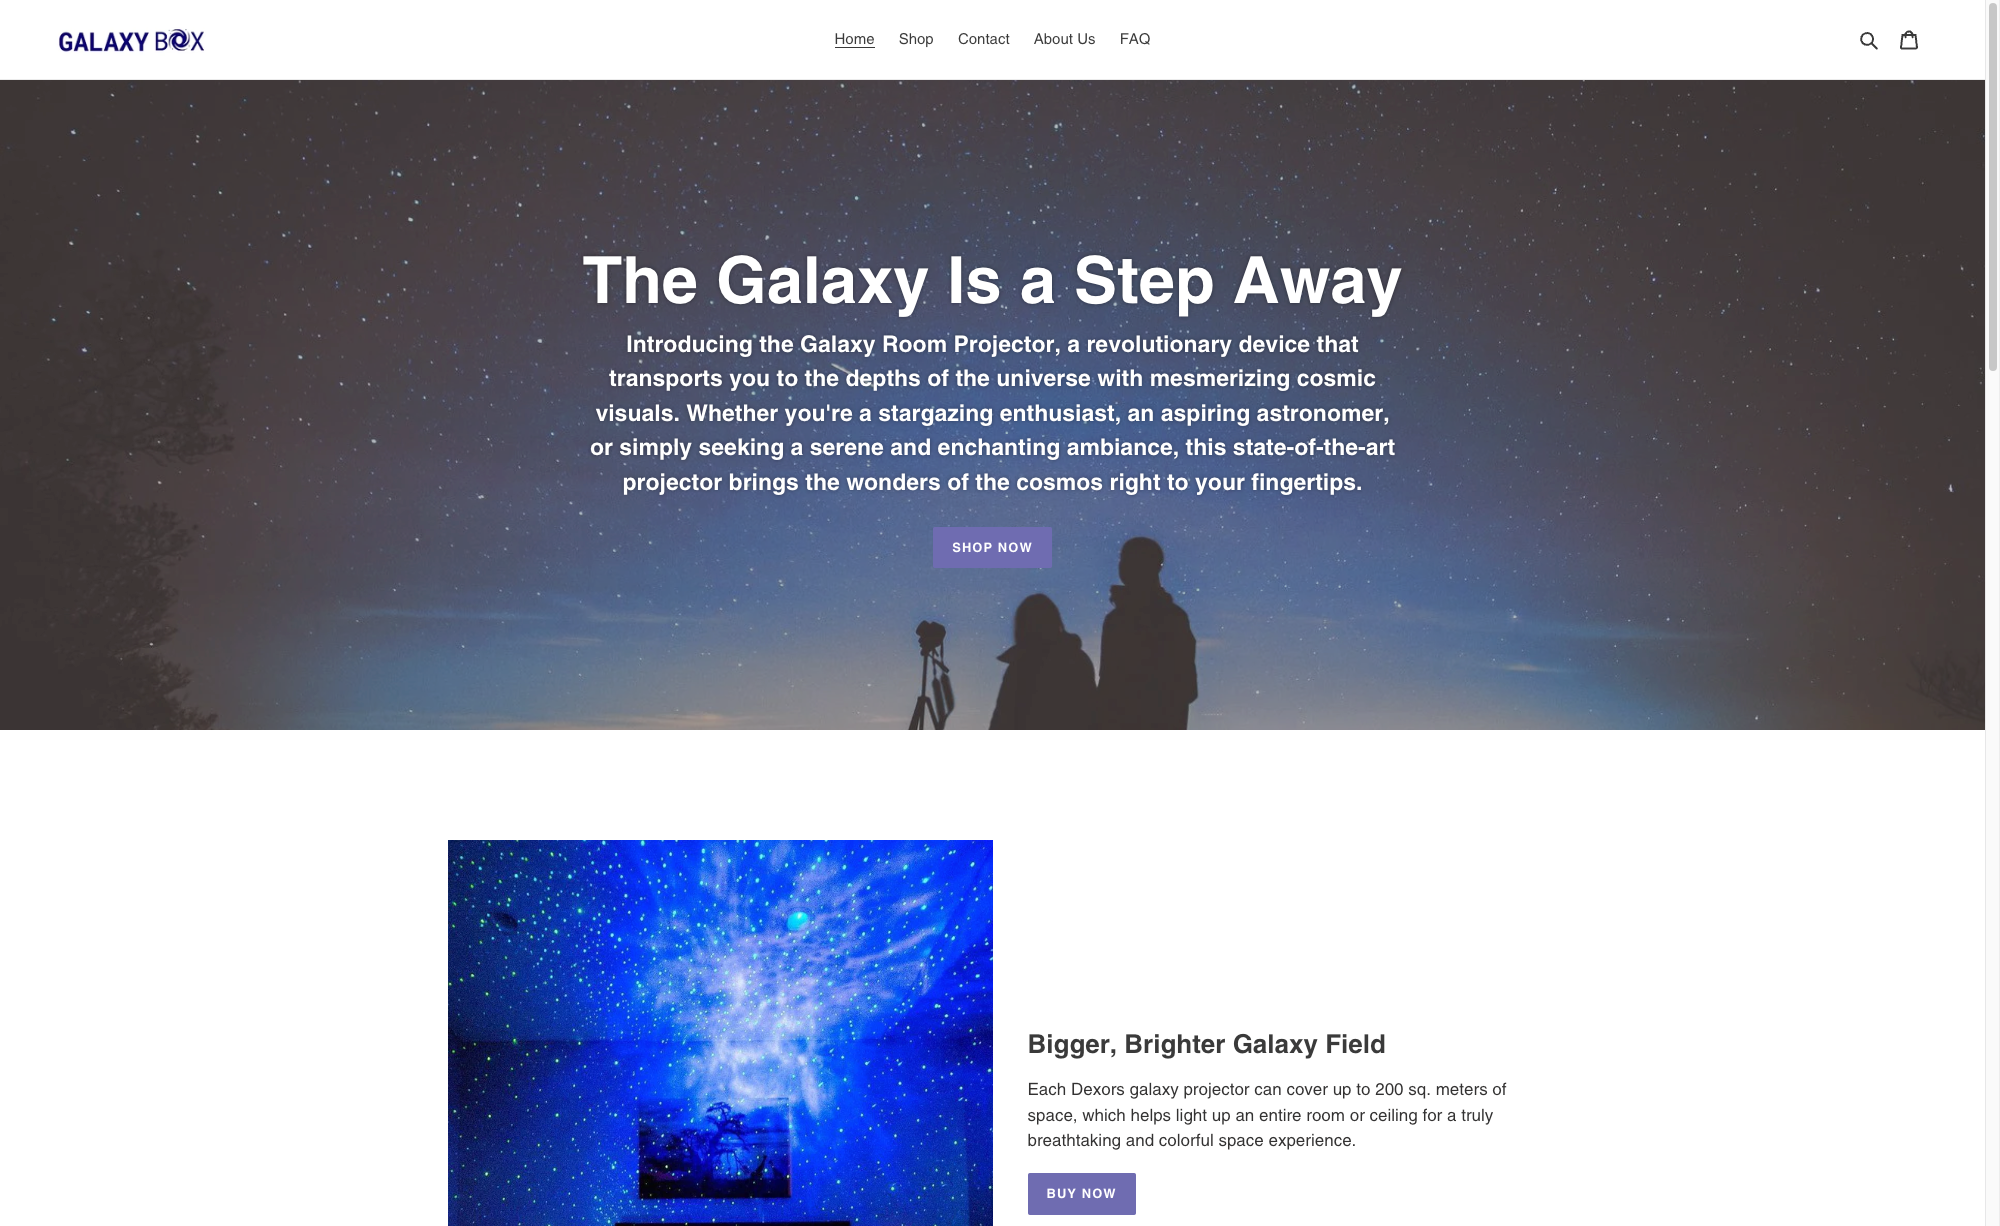 GALAXY BOX
Home
Shop
Contact
About Us
FAQ
The Galaxy Is a Step Away
Introducing the Galaxy Room Projector, a revolutionary device that
transports you to the depths of the universe with mesmerizing cosmic
visuals. Whether you're a stargazing enthusiast, an aspiring astronomer,
or simply seeking a serene and enchanting ambiance, this state-of-the-art
projector brings the wonders of the cosmos right to your fingertips.
SHOP NOW
Bigger, Brighter Galaxy Field
Each Dexors galaxy projector can cover up to 200 sq. meters of
space, which helps light up an entire room or ceiling for a truly
breathtaking and colorful space experience.
BUY NOW